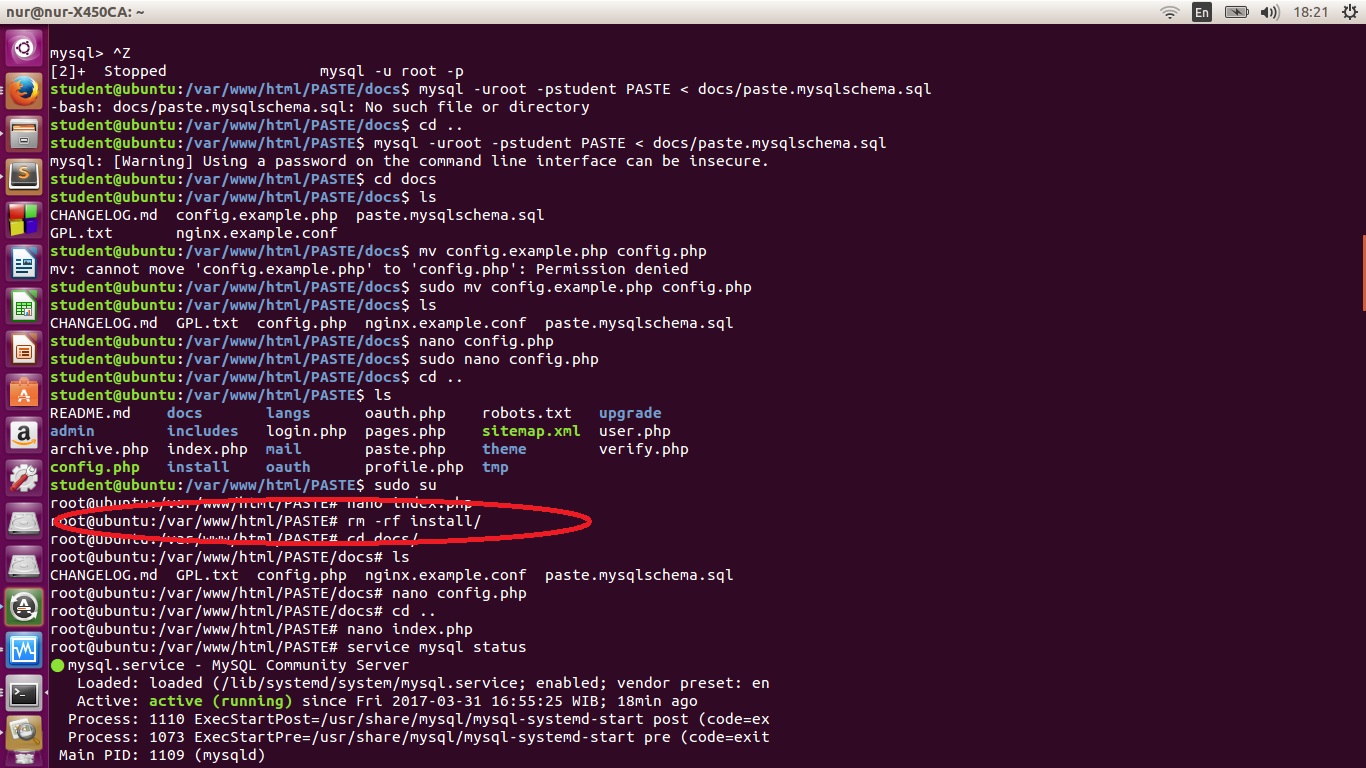 nur@nur-X450CA: ~
En
18:21
mysql> ^Z
[2]+  Stopped                 mysql -u root -p
student@ubuntu:/var/www/html/PASTE/docs$ mysql -uroot -pstudent PASTE < docs/paste.mysqlschema.sql
-bash: docs/paste.mysqlschema.sql: No such file or directory
student@ubuntu:/var/www/html/PASTE/docs$ cd ..
student@ubuntu:/var/www/html/PASTE$ mysql -uroot -pstudent PASTE < docs/paste.mysqlschema.sql
mysql: [Warning] Using a password on the command line interface can be insecure.
student@ubuntu:/var/www/html/PASTE$ cd docs
student@ubuntu:/var/www/html/PASTE/docs$ ls
CHANGELOG.md  config.example.php  paste.mysqlschema.sql
GPL.txt       nginx.example.conf
student@ubuntu:/var/www/html/PASTE/docs$ mv config.example.php config.php
mv: cannot move 'config.example.php' to 'config.php': Permission denied
student@ubuntu:/var/www/html/PASTE/docs$ sudo mv config.example.php config.php
student@ubuntu:/var/www/html/PASTE/docs$ ls
CHANGELOG.md  GPL.txt  config.php  nginx.example.conf  paste.mysqlschema.sql
student@ubuntu:/var/www/html/PASTE/docs$ nano config.php
student@ubuntu:/var/www/html/PASTE/docs$ sudo nano config.php
student@ubuntu:/var/www/html/PASTE/docs$ cd ..
student@ubuntu:/var/www/html/PASTE$ ls
README.md    docs       langs      oauth.php    robots.txt   upgrade
admin        includes   login.php  pages.php    sitemap.xml  user.php
archive.php  index.php  mail       paste.php    theme        verify.php
config.php   install    oauth      profile.php  tmp
student@ubuntu:/var/www/html/PASTE$ sudo su
root@ubuntu:/var/www/html/PASTE# nano index.php
root@ubuntu:/var/www/html/PASTE# rm -rf install/
root@ubuntu:/var/www/html/PASTE# cd docs/
root@ubuntu:/var/www/html/PASTE/docs# ls
CHANGELOG.md  GPL.txt  config.php  nginx.example.conf  paste.mysqlschema.sql
root@ubuntu:/var/www/html/PASTE/docs# nano config.php
root@ubuntu:/var/www/html/PASTE/docs# cd ..
root@ubuntu:/var/www/html/PASTE# nano index.php
root@ubuntu:/var/www/html/PASTE# service mysql status
● mysql.service - MySQL Community Server
   Loaded: loaded (/lib/systemd/system/mysql.service; enabled; vendor preset: en
   Active: active (running) since Fri 2017-03-31 16:55:25 WIB; 18min ago
  Process: 1110 ExecStartPost=/usr/share/mysql/mysql-systemd-start post (code=ex
  Process: 1073 ExecStartPre=/usr/share/mysql/mysql-systemd-start pre (code=exit
 Main PID: 1109 (mysqld)